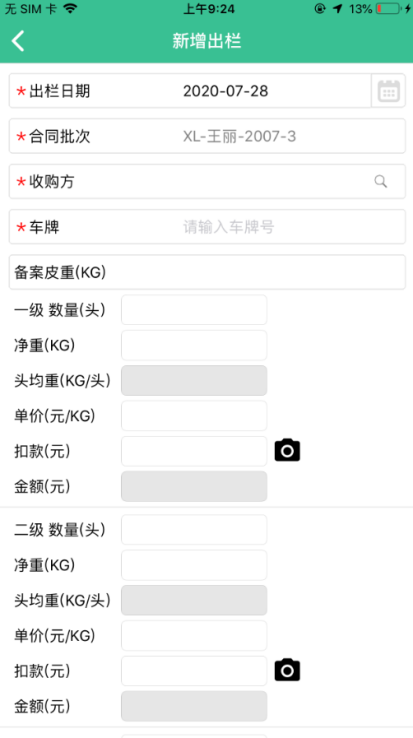 无 SIM 卡 上午9:24 13%
新增出栏
*出栏日期 2020-07-28
*合同批次 XL-王丽-2007-3
*收购方
*车牌 请输入车牌号
备案皮重(KG)
一级 数量(头)
净重(KG)
头均重(KG/头)
单价(元/KG)
扣款(元)
金额(元)
二级 数量(头)
净重(KG)
头均重(KG/头)
单价(元/KG)
扣款(元)
金额(元)